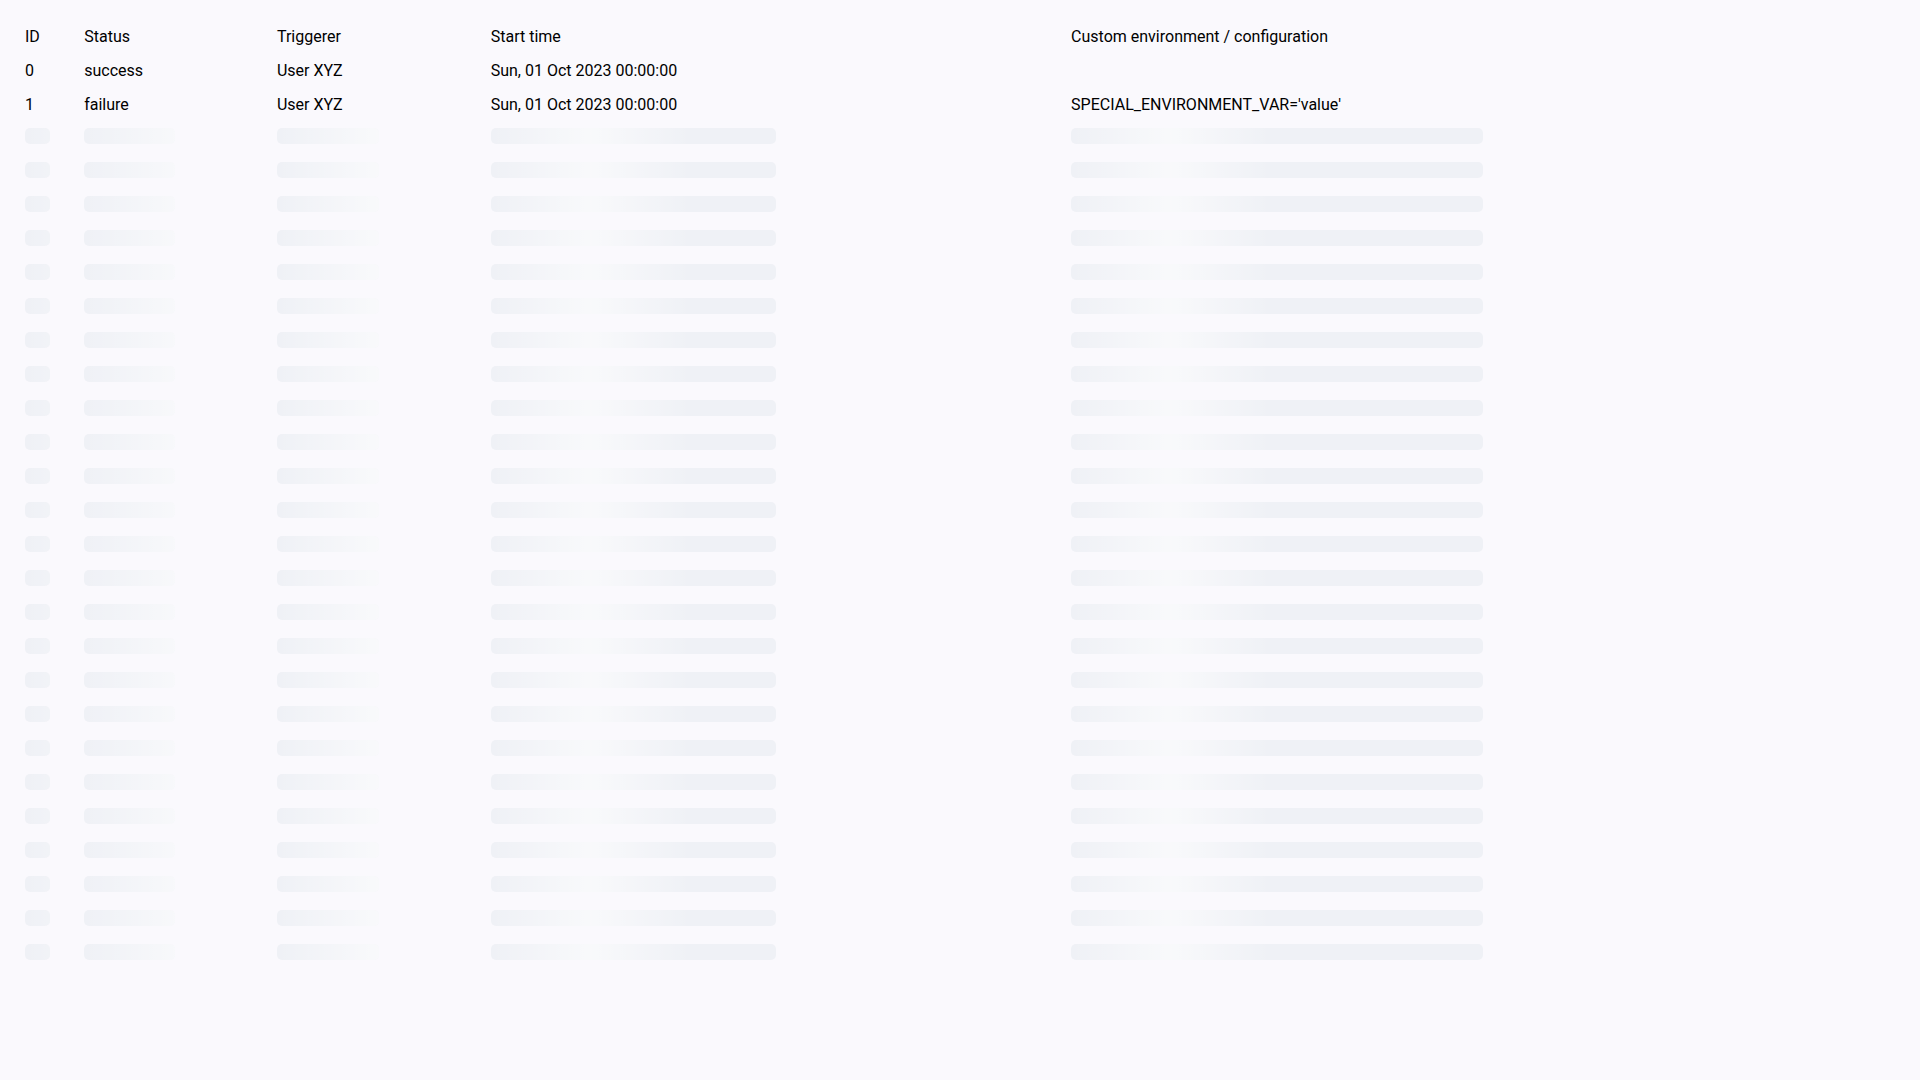 ID Status Triggerer Start time Custom environment / configuration
0 success User XYZ Sun, 01 Oct 2023 00:00:00
1 failure User XYZ Sun, 01 Oct 2023 00:00:00 SPECIAL_ENVIRONMENT_VAR='value'